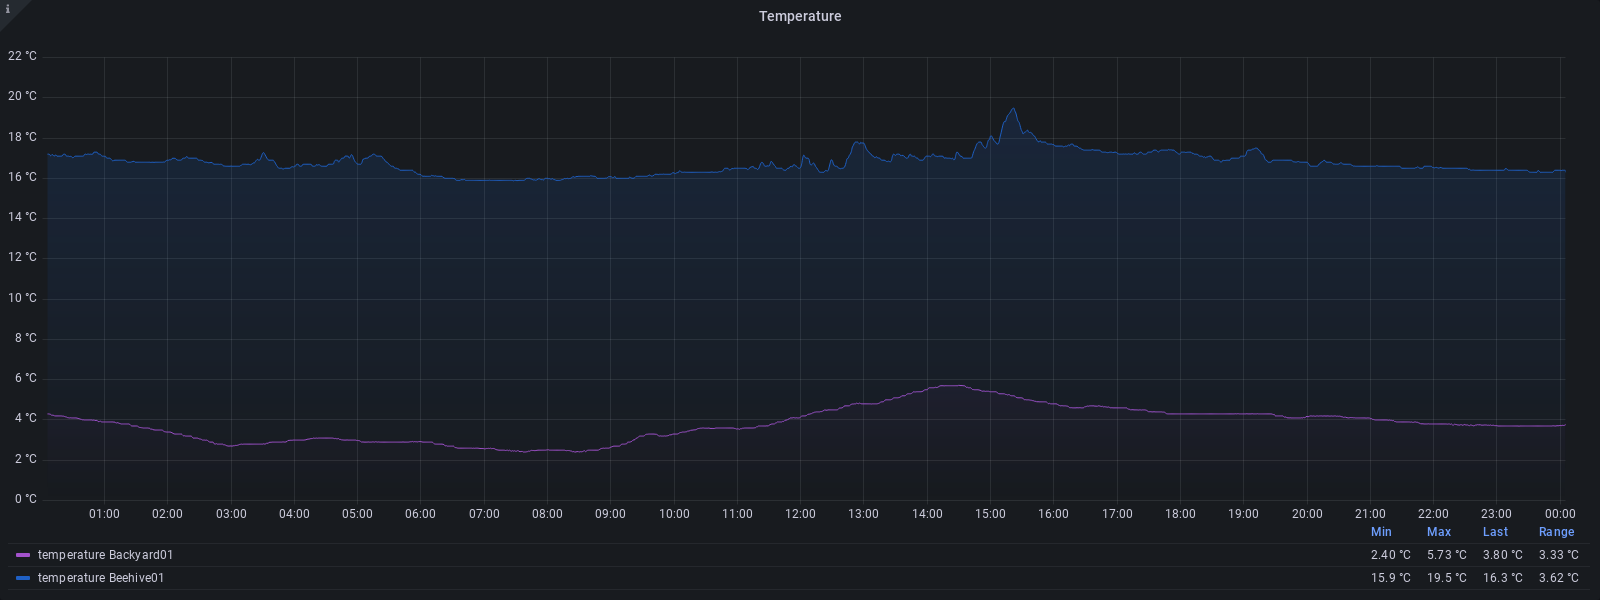 i
Temperature
22 °C
20 °C
18 °C
16 °C
14 °C
12 °C
10 °C
8 °C
6 °C
4 °C
2 °C
0 °C
01:00 02:00 03:00 04:00 05:00 06:00 07:00 08:00 09:00 10:00 11:00 12:00 13:00 14:00 15:00 16:00 17:00 18:00 19:00 20:00 21:00 22:00 23:00 00:00
Min Max Last Range
temperature Backyard01 2.40 °C 5.73 °C 3.80 °C 3.33 °C
temperature Beehive01 15.9 °C 19.5 °C 16.3 °C 3.62 °C